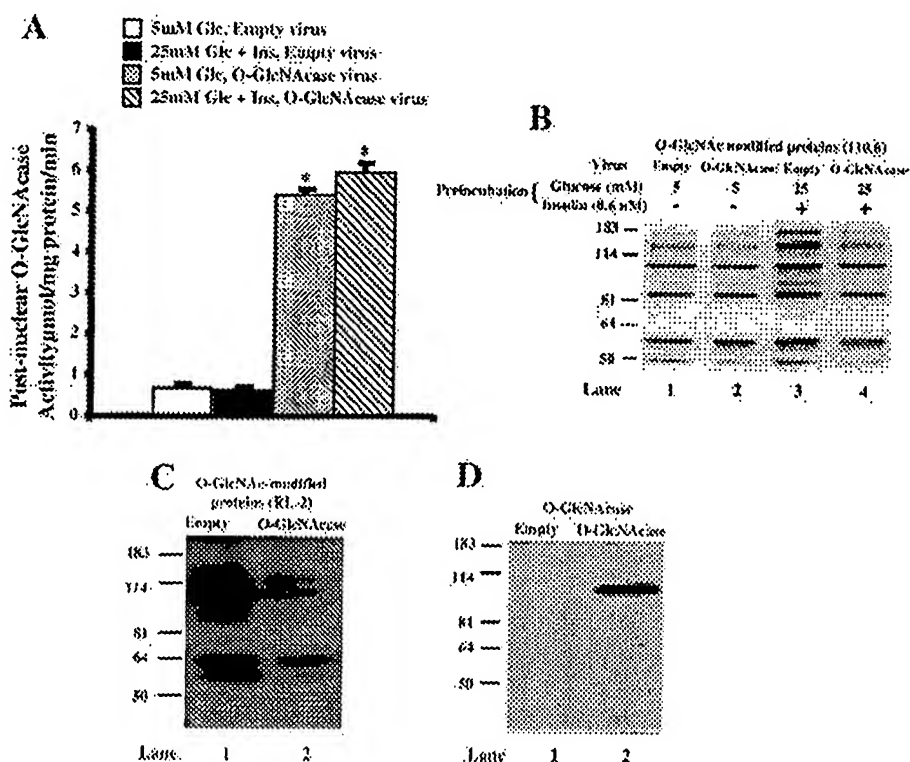 A
5mM Glc, Empty virus
25mM Glc + Ins, Empty virus
5mM Glc, O-GlcNAcase virus
25mM Glc + Ins, O-GlcNAcase virus
Post-nuclear O-GlcNAcase
Activity
mol/mg protein/min
7
6
5
4
3
2
1
0
*
*
B
O-GlcNAc modified proteins (110.6)
Virus Empty O-GlcNAcase Empty O-GlcNAcase
Preincubation { Glucose (mM) 5 5 25 25
Insulin (0.6 nM) - - + +
183
114
81
64
50
Lane 1 2 3 4
C
O-GlcNAc-modified
proteins (RL-2)
Empty O-GlcNAcase
183
114
81
64
50
Lane 1 2
D
O-GlcNAcase
Empty O-GlcNAcase
183
114
81
64
50
Lane 1 2